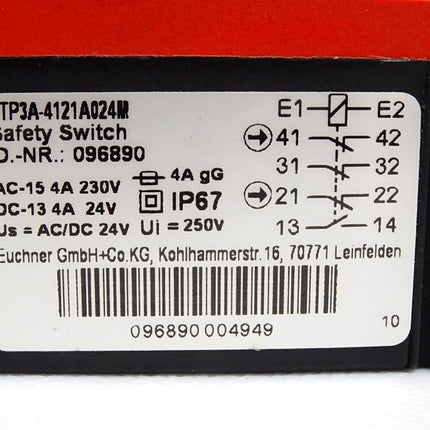 TP3A-4121A024M
Safety Switch
D.-NR.: 096890
AC-15 4A 230V
4A gG
DC-13 4A 24V
IP67
Us = AC/DC 24V Ui = 250V
E1 E2
41 42
31 32
21 22
13 14
Euchner GmbH+Co.KG, Kohlhammerstr.16, 70771 Leinfelden
096890 004949
10